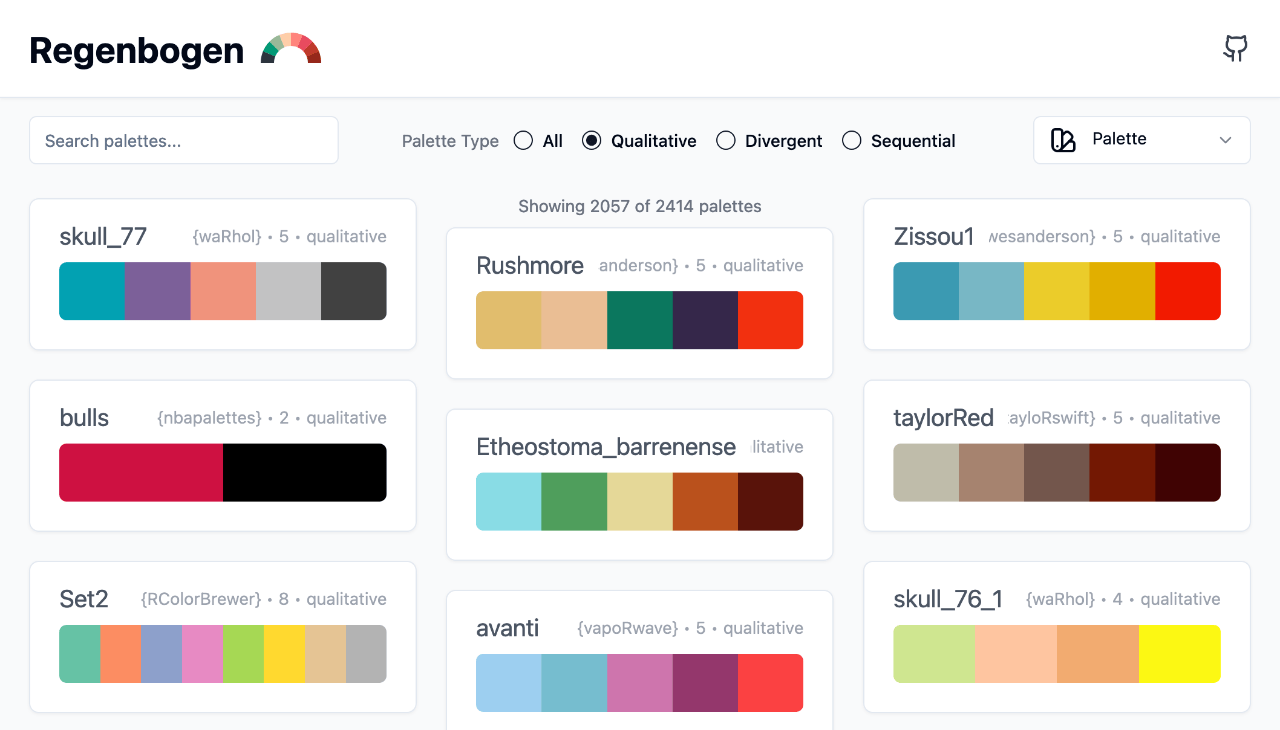 Regenbogen
Search palettes...
Palette Type
All
Qualitative
Divergent
Sequential
Palette
Showing 2057 of 2414 palettes
skull_77
{waRhol} • 5 • qualitative
Rushmore
anderson} • 5 • qualitative
Zissou1
wesanderson} • 5 • qualitative
bulls
{nbapalettes} • 2 • qualitative
Etheostoma_barrenense
litative
taylorRed
tayloRswift} • 5 • qualitative
Set2
{RColorBrewer} • 8 • qualitative
avanti
{vapoRwave} • 5 • qualitative
skull_76_1
{waRhol} • 4 • qualitative